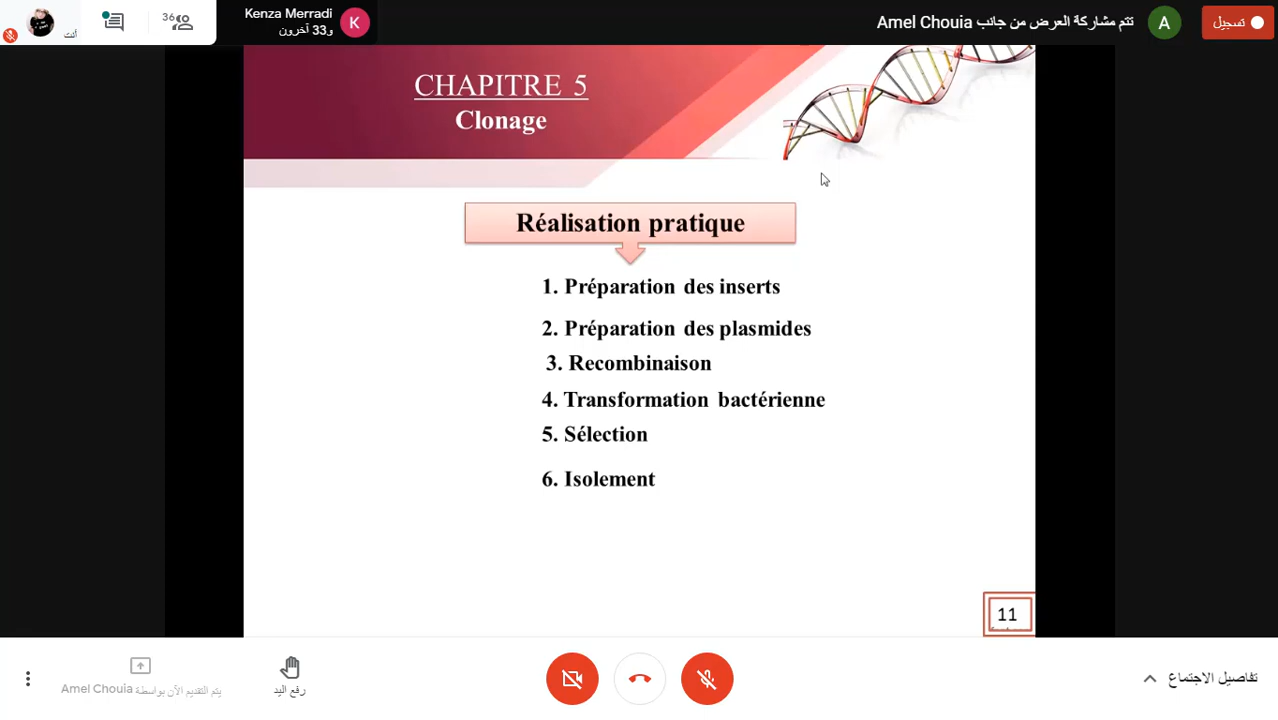 36
أنت
Kenza Merradi
و33 آخرون
K
تتم مشاركة العرض من جانب Amel Chouia
A
تسجيل
CHAPITRE 5
Clonage
Réalisation pratique
1. Préparation des inserts
2. Préparation des plasmides
3. Recombinaison
4. Transformation bactérienne
5. Sélection
6. Isolement
11
يتم التقديم الآن بواسطة Amel Chouia
رفع اليد
تفاصيل الاجتماع